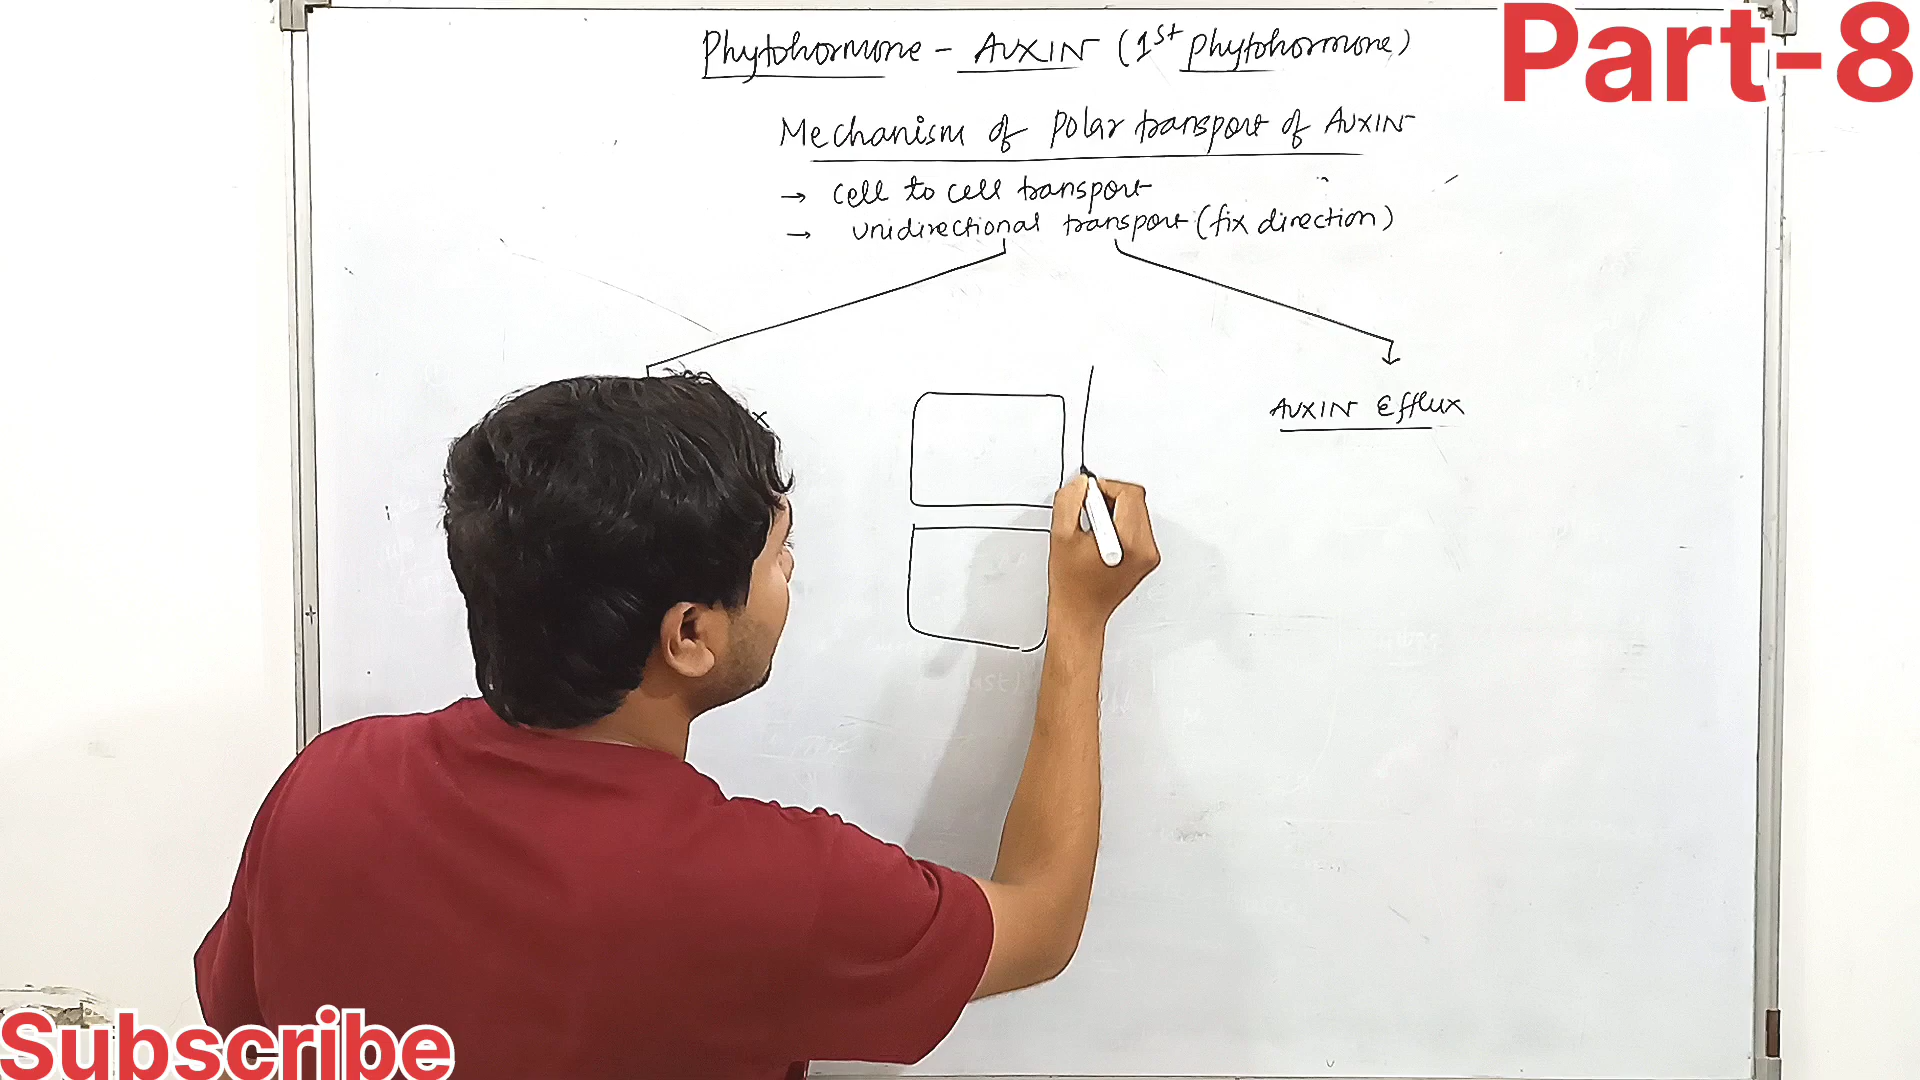 Part-8
Phytohormone - AUXIN (1st phytohormone)
Mechanism of Polar transport of AUXIN
→ cell to cell transport
→ unidirectional transport (fix direction)
AUXIN Efflux
Subscribe